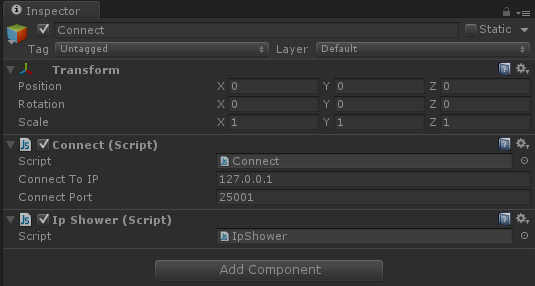 Inspector
Connect Static
Tag Untagged Layer Default
Transform
Position X 0 Y 0 Z 0
Rotation X 0 Y 0 Z 0
Scale X 1 Y 1 Z 1
Js Connect (Script)
Script Connect
Connect To IP 127.0.0.1
Connect Port 25001
Js Ip Shower (Script)
Script IpShower
Add Component